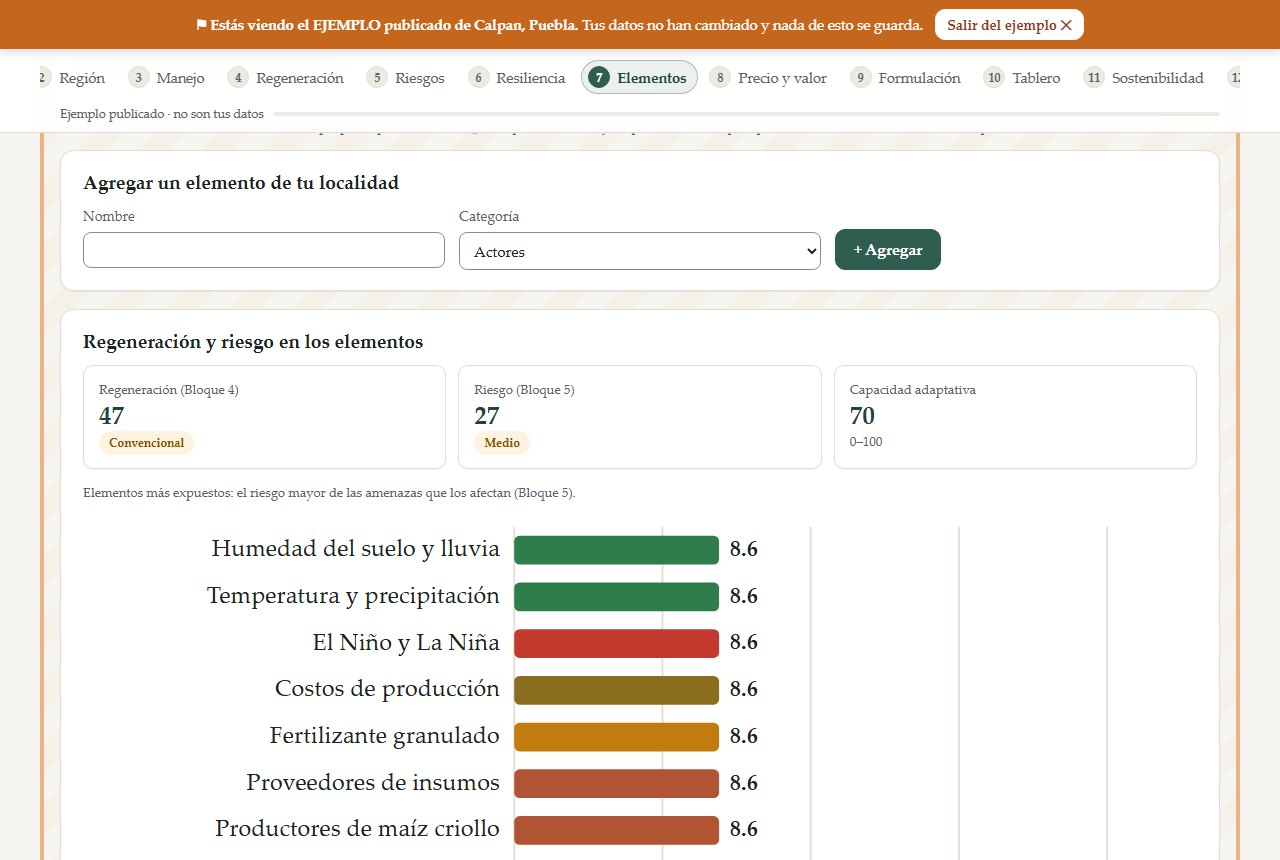 ⚑ Estás viendo el EJEMPLO publicado de Calpan, Puebla. Tus datos no han cambiado y nada de esto se guarda. Salir del ejemplo ✕
2 Región 3 Manejo 4 Regeneración 5 Riesgos 6 Resiliencia 7 Elementos 8 Precio y valor 9 Formulación 10 Tablero 11 Sostenibilidad 12
Ejemplo publicado · no son tus datos
Agregar un elemento de tu localidad
Nombre Categoría
Actores + Agregar
Regeneración y riesgo en los elementos
Regeneración (Bloque 4) Riesgo (Bloque 5) Capacidad adaptativa
47 27 70
Convencional Medio 0–100
Elementos más expuestos: el riesgo mayor de las amenazas que los afectan (Bloque 5).
Humedad del suelo y lluvia 8.6
Temperatura y precipitación 8.6
El Niño y La Niña 8.6
Costos de producción 8.6
Fertilizante granulado 8.6
Proveedores de insumos 8.6
Productores de maíz criollo 8.6